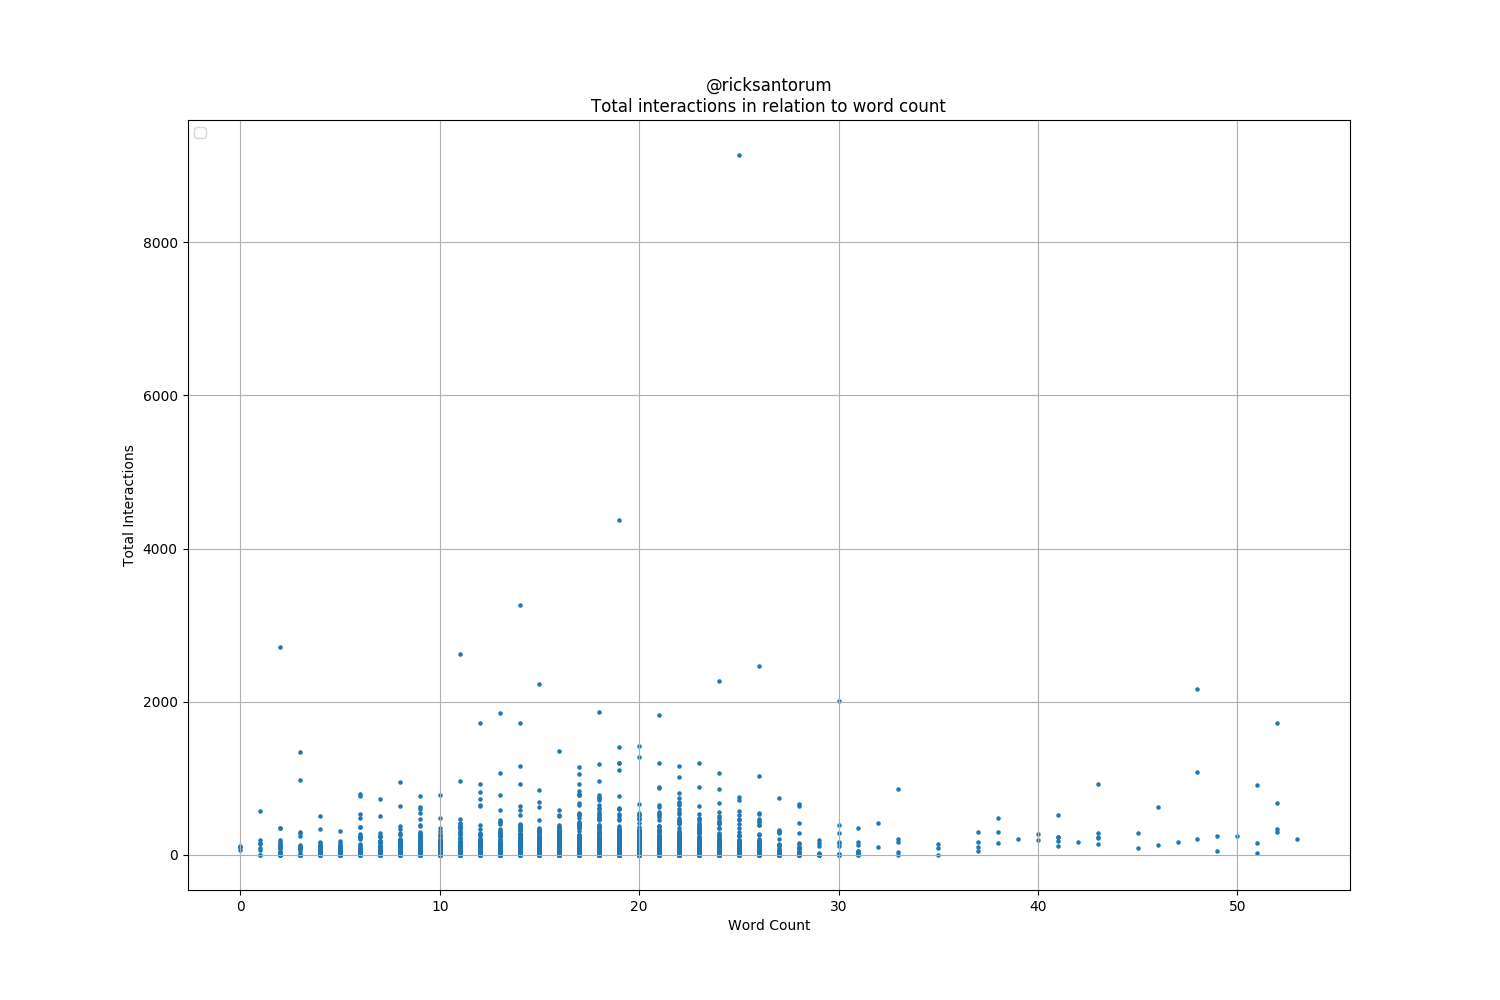 @ricksantorum
Total interactions in relation to word count
8000
6000
4000
2000
0
Total Interactions
0 10 20 30 40 50
Word Count